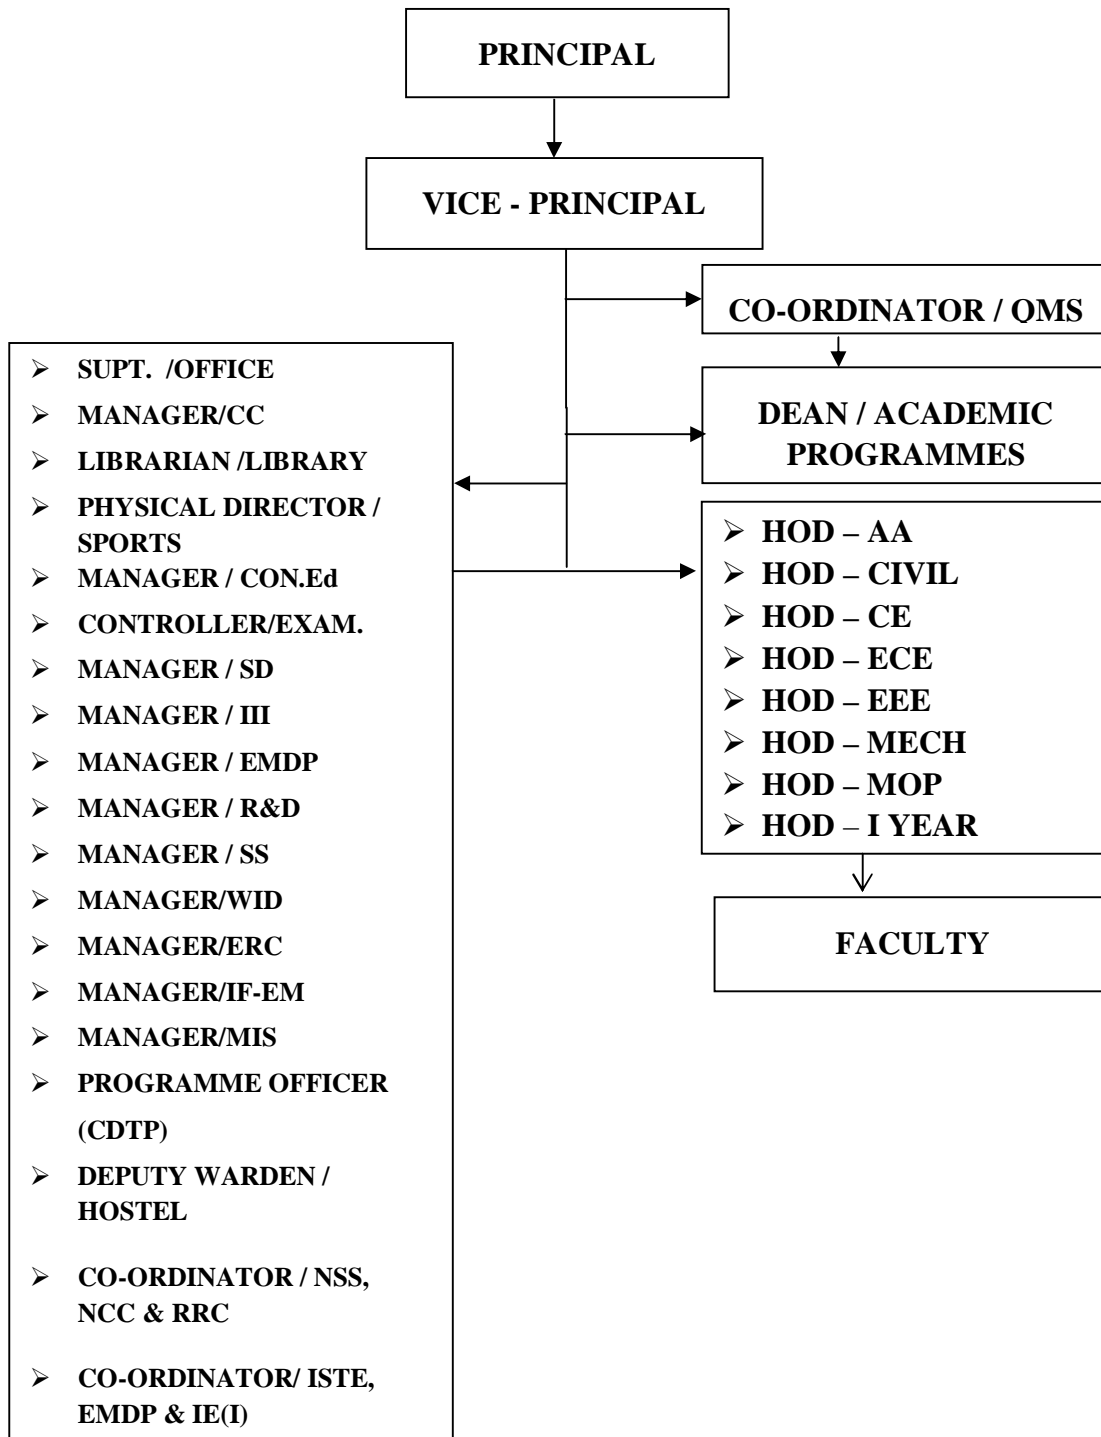 PRINCIPAL
VICE - PRINCIPAL
CO-ORDINATOR / QMS
DEAN / ACADEMIC
PROGRAMMES
➢ SUPT. /OFFICE
➢ MANAGER/CC
➢ LIBRARIAN /LIBRARY
➢ PHYSICAL DIRECTOR /
SPORTS
➢ MANAGER / CON.Ed
➢ CONTROLLER/EXAM.
➢ MANAGER / SD
➢ MANAGER / III
➢ MANAGER / EMDP
➢ MANAGER / R&D
➢ MANAGER / SS
➢ MANAGER/WID
➢ MANAGER/ERC
➢ MANAGER/IF-EM
➢ MANAGER/MIS
➢ PROGRAMME OFFICER
(CDTP)
➢ DEPUTY WARDEN /
HOSTEL
➢ CO-ORDINATOR / NSS,
NCC & RRC
➢ CO-ORDINATOR/ ISTE,
EMDP & IE(I)
➢ HOD – AA
➢ HOD – CIVIL
➢ HOD – CE
➢ HOD – ECE
➢ HOD – EEE
➢ HOD – MECH
➢ HOD – MOP
➢ HOD – I YEAR
FACULTY